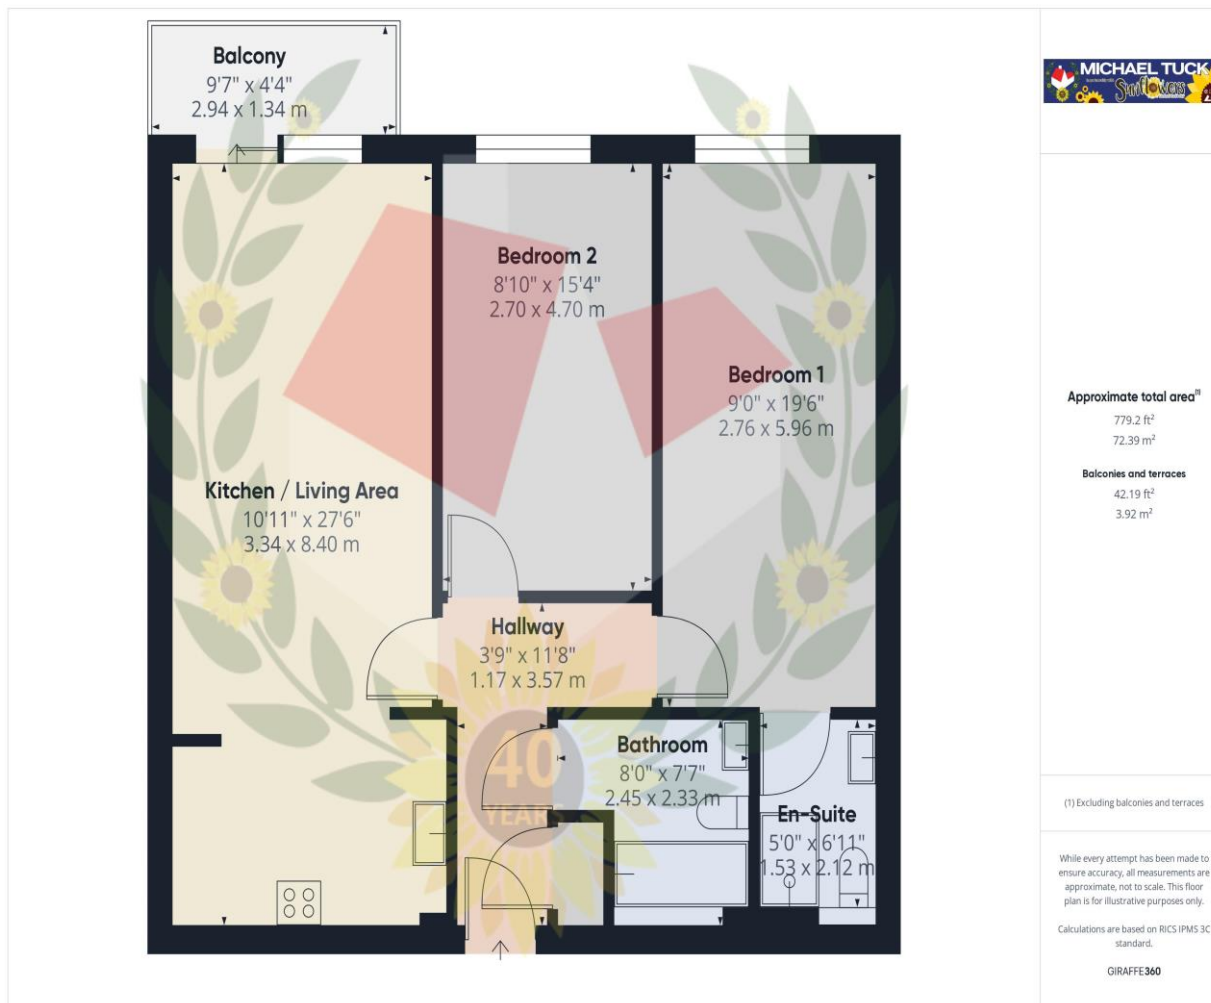 Balcony
9'7" x 4'4"
2.94 x 1.34 m
MICHAEL TUCK
Sunflowers
Bedroom 2
8'10" x 15'4"
2.70 x 4.70 m
Bedroom 1
9'0" x 19'6"
2.76 x 5.96 m
Kitchen / Living Area
10'11" x 27'6"
3.34 x 8.40 m
Hallway
3'9" x 11'8"
1.17 x 3.57 m
40
YEARS
Bathroom
8'0" x 7'7"
2.45 x 2.33 m
En-Suite
5'0" x 6'11"
1.53 x 2.12 m
Approximate total area(1)
779.2 ft²
72.39 m²
Balconies and terraces
42.19 ft²
3.92 m²
(1) Excluding balconies and terraces
While every attempt has been made to
ensure accuracy, all measurements are
approximate, not to scale. This floor
plan is for illustrative purposes only.
Calculations are based on RICS IPMS 3C
standard.
GIRAFFE360